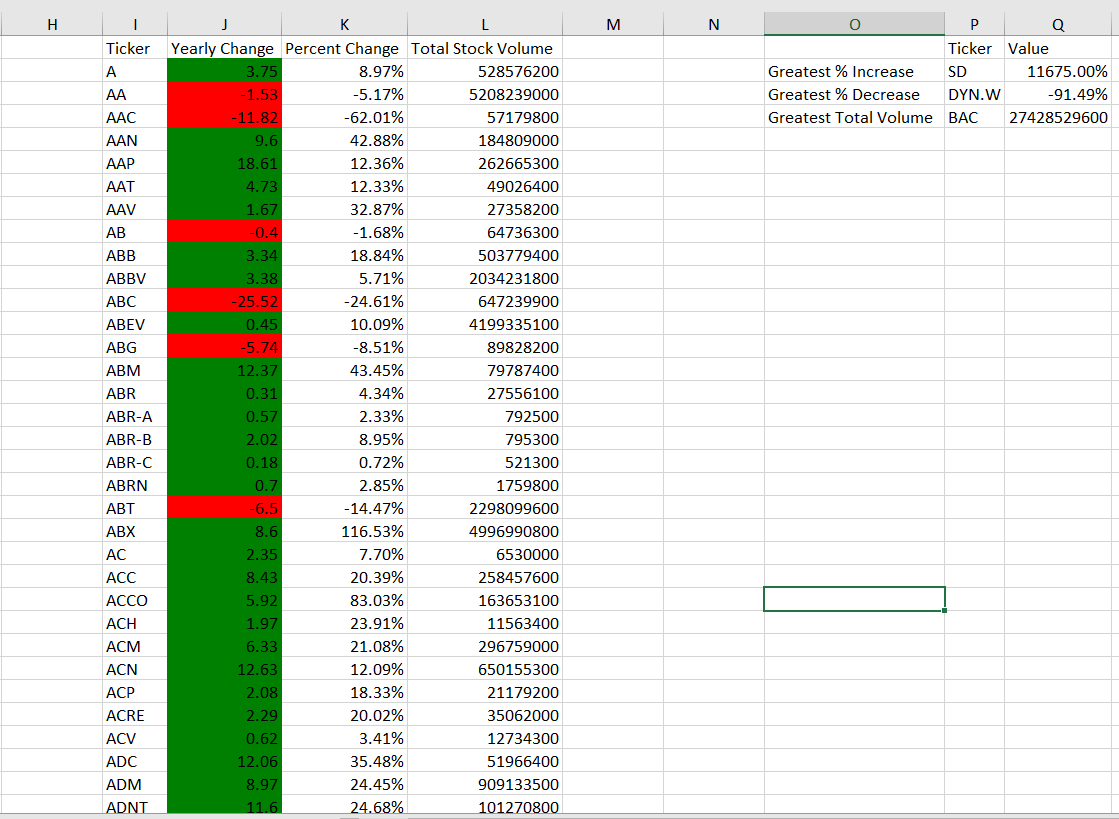 H I J K L M N O P Q
Ticker Yearly Change Percent Change Total Stock Volume Ticker Value
A 3.75 8.97% 528576200 Greatest % Increase SD 11675.00%
AA -1.53 -5.17% 5208239000 Greatest % Decrease DYN.W -91.49%
AAC -11.82 -62.01% 57179800 Greatest Total Volume BAC 27428529600
AAN 9.6 42.88% 184809000
AAP 18.61 12.36% 262665300
AAT 4.73 12.33% 49026400
AAV 1.67 32.87% 27358200
AB -0.4 -1.68% 64736300
ABB 3.34 18.84% 503779400
ABBV 3.38 5.71% 2034231800
ABC -25.52 -24.61% 647239900
ABEV 0.45 10.09% 4199335100
ABG -5.74 -8.51% 89828200
ABM 12.37 43.45% 79787400
ABR 0.31 4.34% 27556100
ABR-A 0.57 2.33% 792500
ABR-B 2.02 8.95% 795300
ABR-C 0.18 0.72% 521300
ABRN 0.7 2.85% 1759800
ABT -6.5 -14.47% 2298099600
ABX 8.6 116.53% 4996990800
AC 2.35 7.70% 6530000
ACC 8.43 20.39% 258457600
ACCO 5.92 83.03% 163653100
ACH 1.97 23.91% 11563400
ACM 6.33 21.08% 296759000
ACN 12.63 12.09% 650155300
ACP 2.08 18.33% 21179200
ACRE 2.29 20.02% 35062000
ACV 0.62 3.41% 12734300
ADC 12.06 35.48% 51966400
ADM 8.97 24.45% 909133500
ADNT 11.6 24.68% 101270800